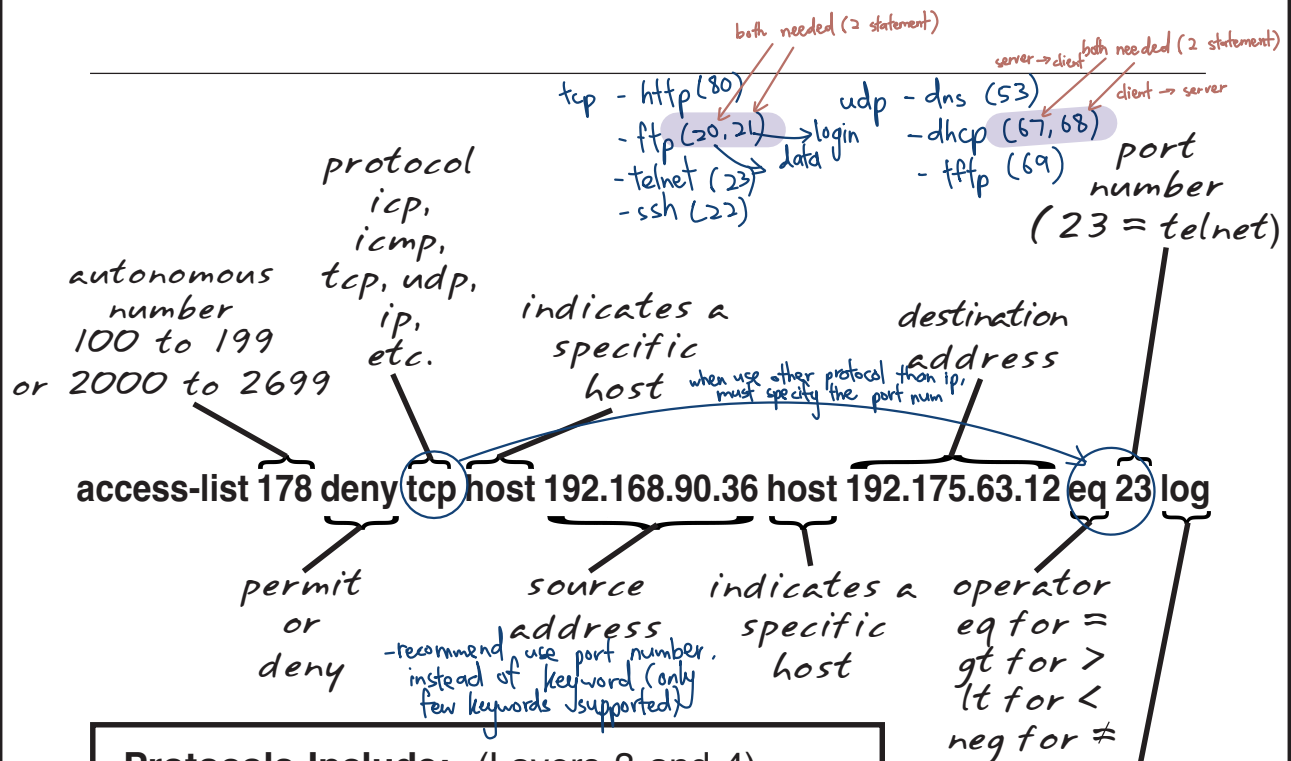 both needed (2 statement)
server → client both needed (2 statement)
client → server
tcp - http (80)
- ftp (20, 21) → login
data
- telnet (23)
- ssh (22)
udp - dns (53)
- dhcp (67, 68)
- tftp (69)
port
number
(23 = telnet)
protocol
icp,
icmp,
tcp, udp,
ip,
etc.
autonomous
number
100 to 199
or 2000 to 2699
indicates a
specific
host
destination
address
when use other protocol than ip,
must specify the port num
access-list 178 deny tcp host 192.168.90.36 host 192.175.63.12 eq 23 log
permit
or
deny
source
address
- recommend use port number.
instead of keyword (only
few keywords supported)
indicates a
specific
host
operator
eq for =
gt for >
lt for <
neg for ≠
Protocols Include: (Layers 3 and 4)